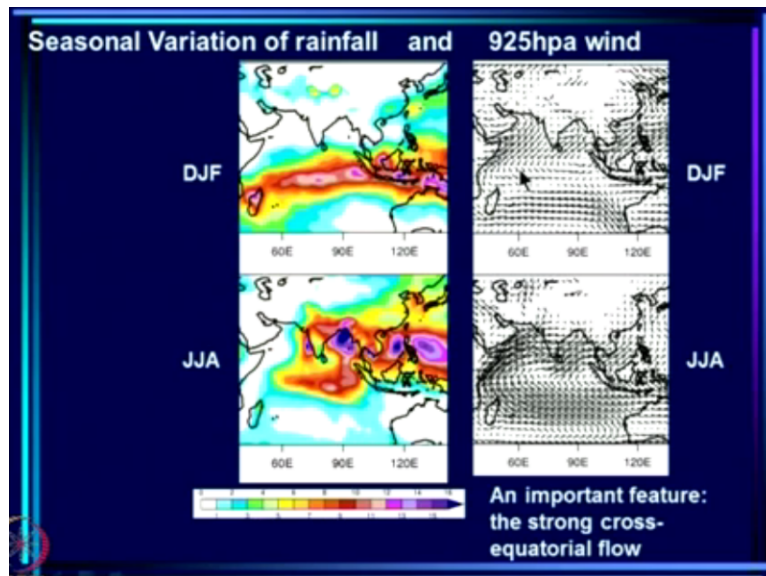 Seasonal Variation of rainfall and 925hpa wind
DJF
DJF
60E 90E 120E
60E 90E 120E
JJA
JJA
60E 90E 120E
60E 90E 120E
An important feature:
the strong cross-
equatorial flow